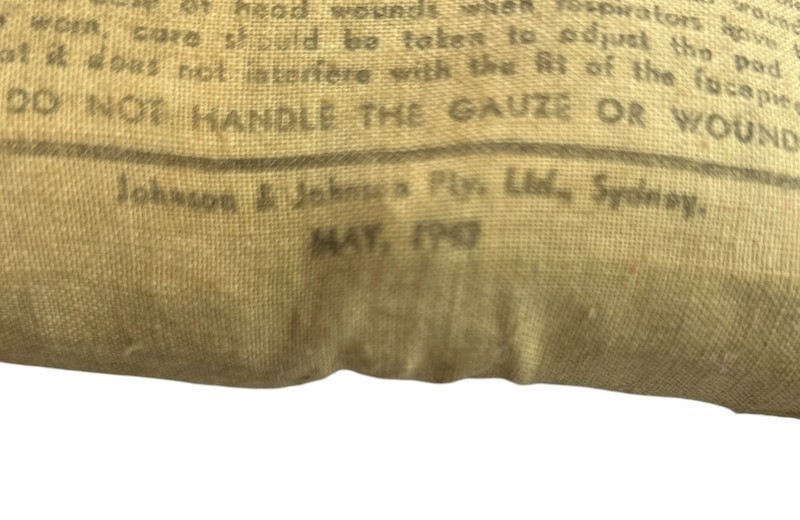 of head wounds when respirators have
worn, care should be taken to adjust the pad
at it does not interfere with the fit of the facepiece
DO NOT HANDLE THE GAUZE OR WOUND
Johnson & Johnson Pty. Ltd., Sydney.
MAY,